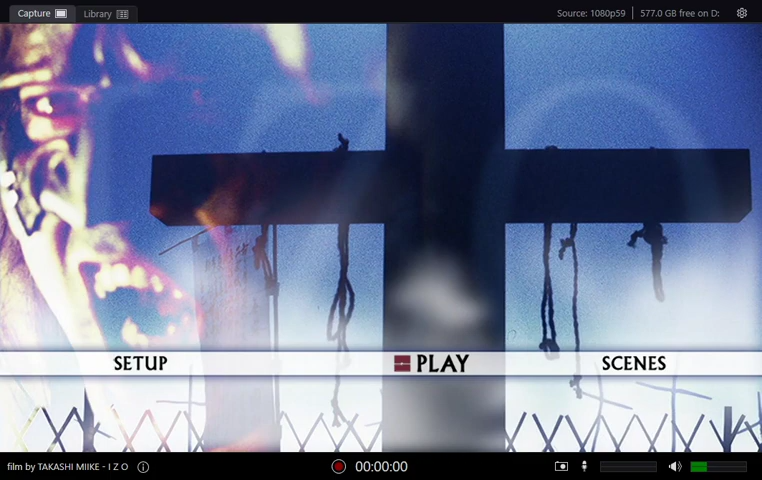 Capture
Library
Source: 1080p59
577.0 GB free on D:
SETUP
PLAY
SCENES
film by TAKASHI MIIKE - I Z O
00:00:00